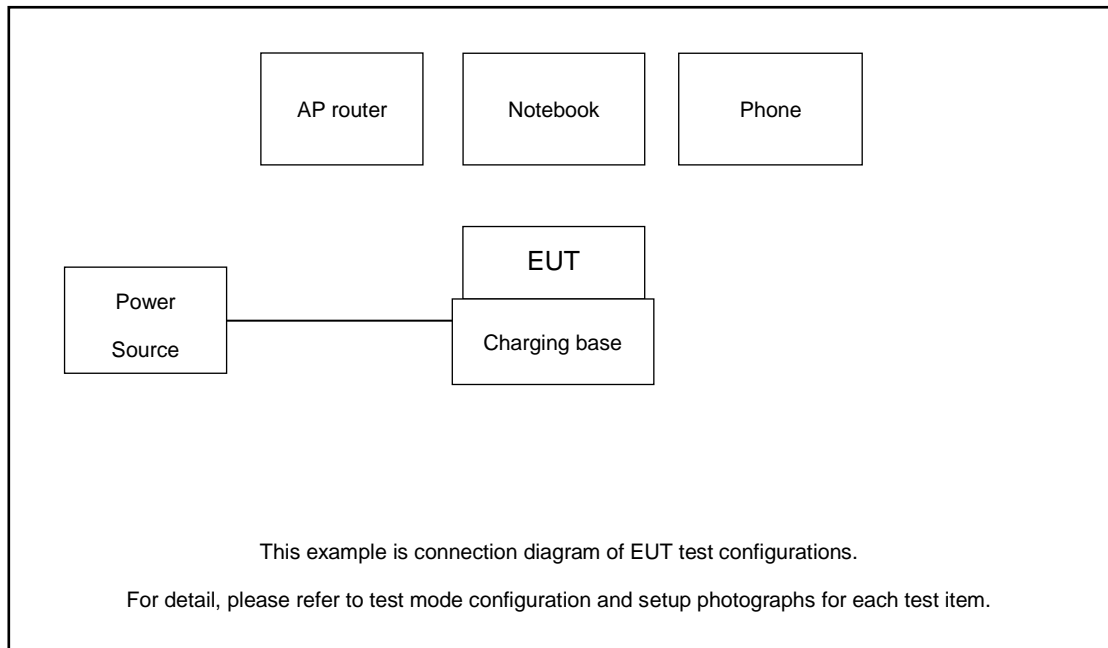 AP router
Notebook
Phone
EUT
Power
Source
Charging base
This example is connection diagram of EUT test configurations.
For detail, please refer to test mode configuration and setup photographs for each test item.